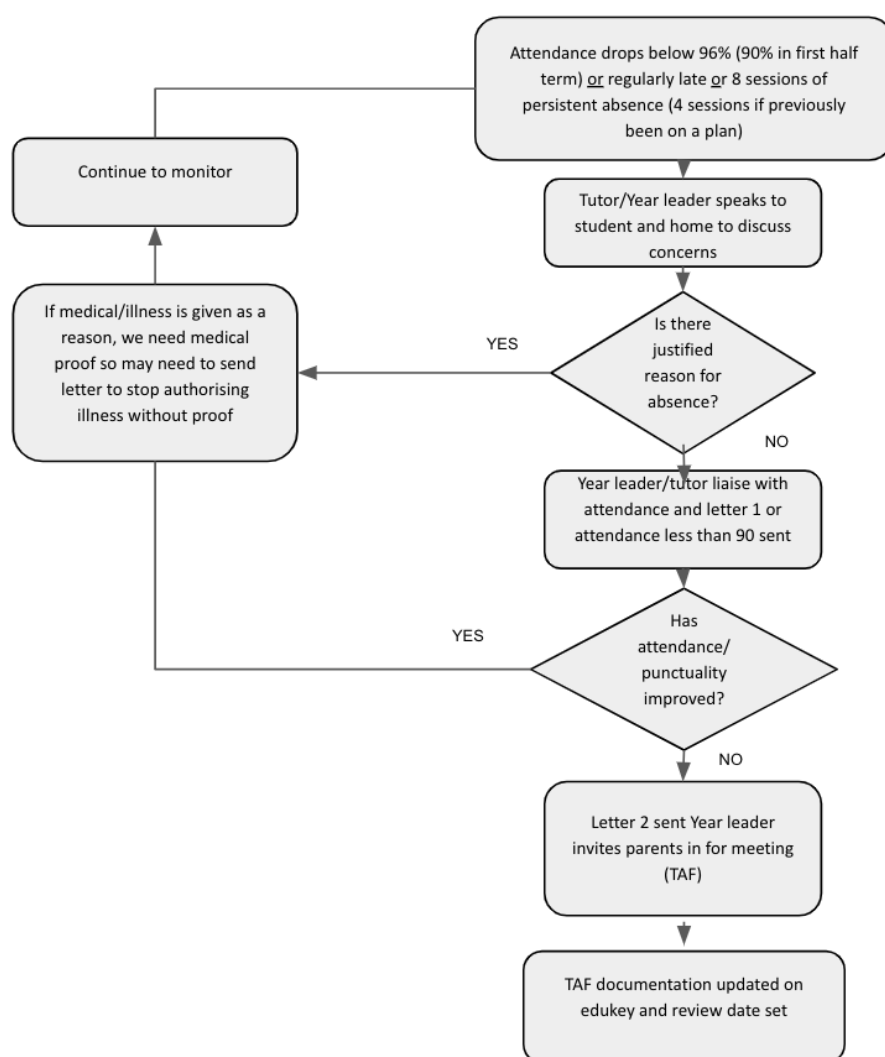 Attendance drops below 96% (90% in first half
term) or regularly late or 8 sessions of
persistent absence (4 sessions if previously
been on a plan)
Continue to monitor
Tutor/Year leader speaks to
student and home to discuss
concerns
If medical/illness is given as a
reason, we need medical
proof so may need to send
letter to stop authorising
illness without proof
YES
Is there
justified
reason for
absence?
NO
Year leader/tutor liaise with
attendance and letter 1 or
attendance less than 90 sent
YES
Has
attendance/
punctuality
improved?
NO
Letter 2 sent Year leader
invites parents in for meeting
(TAF)
TAF documentation updated on
edukey and review date set